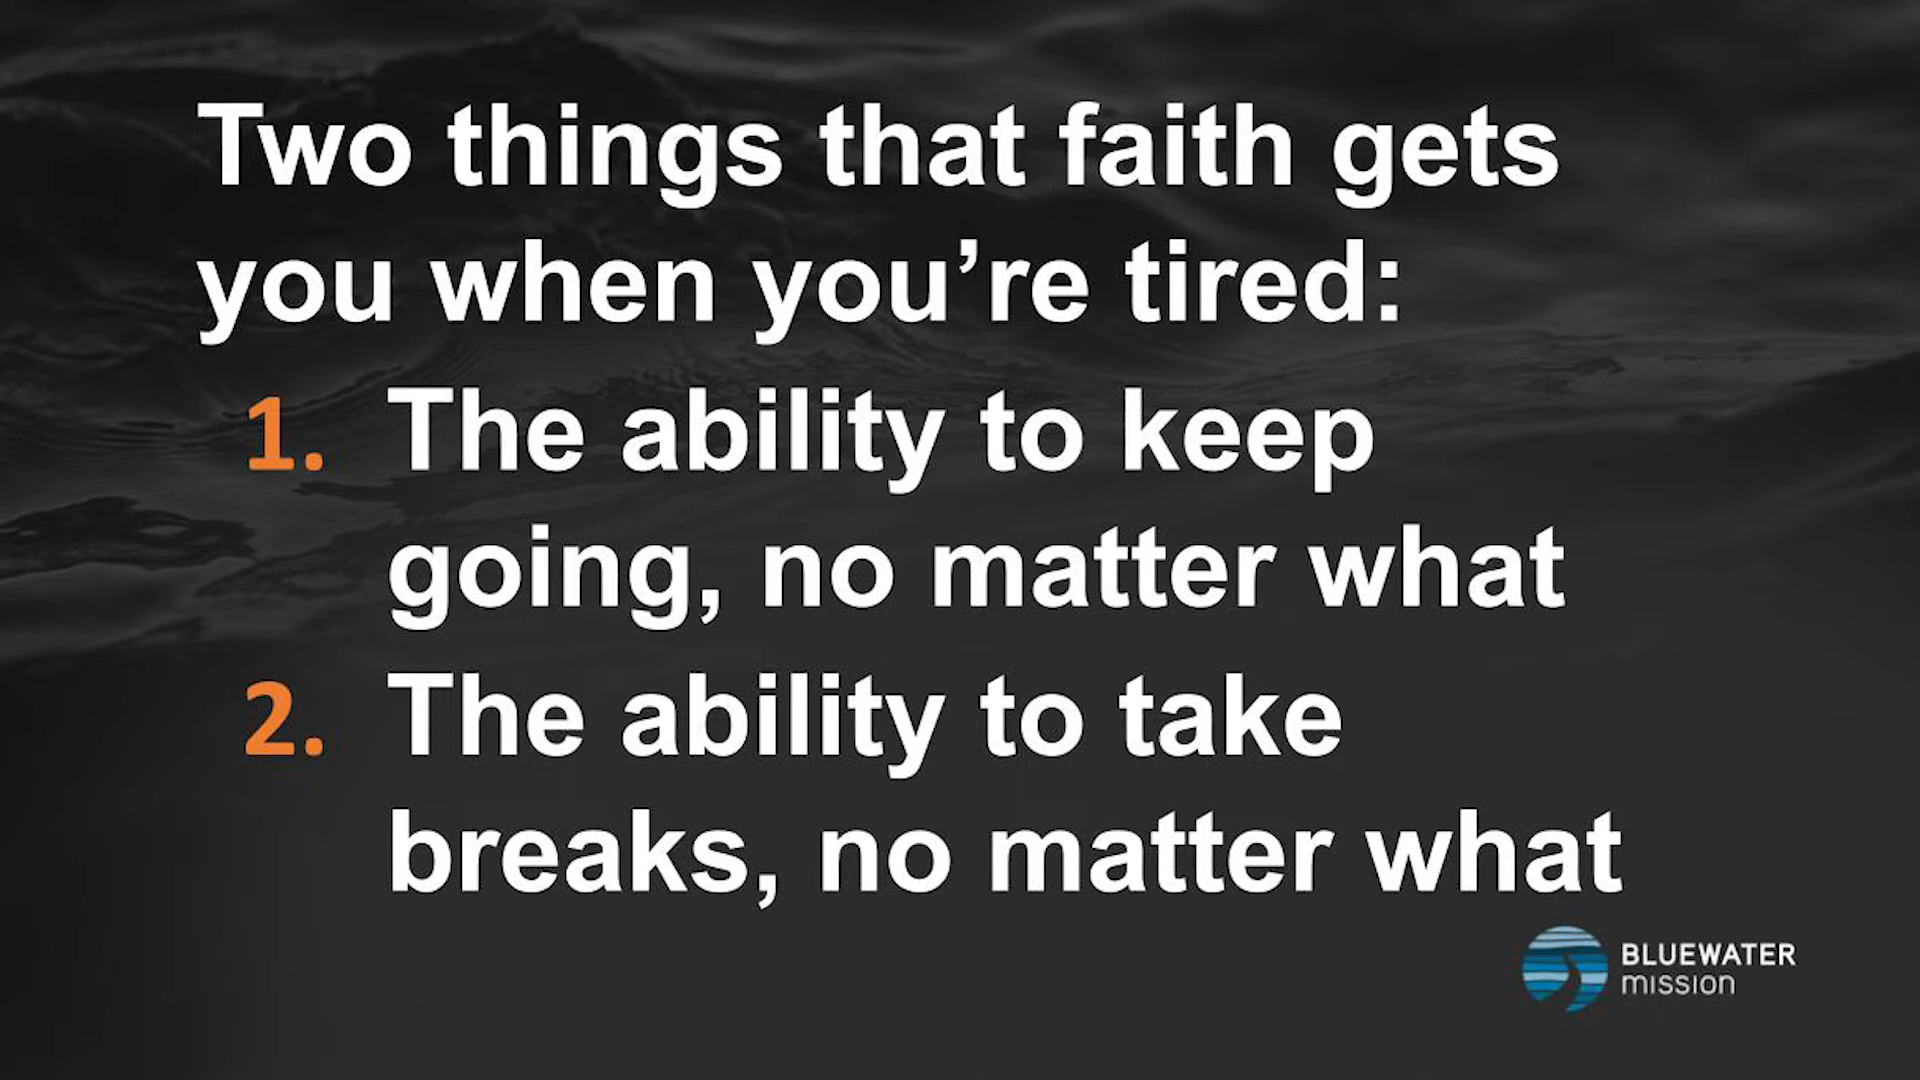 Two things that faith gets
you when you’re tired:
1. The ability to keep
going, no matter what
2. The ability to take
breaks, no matter what
BLUEWATER
mission